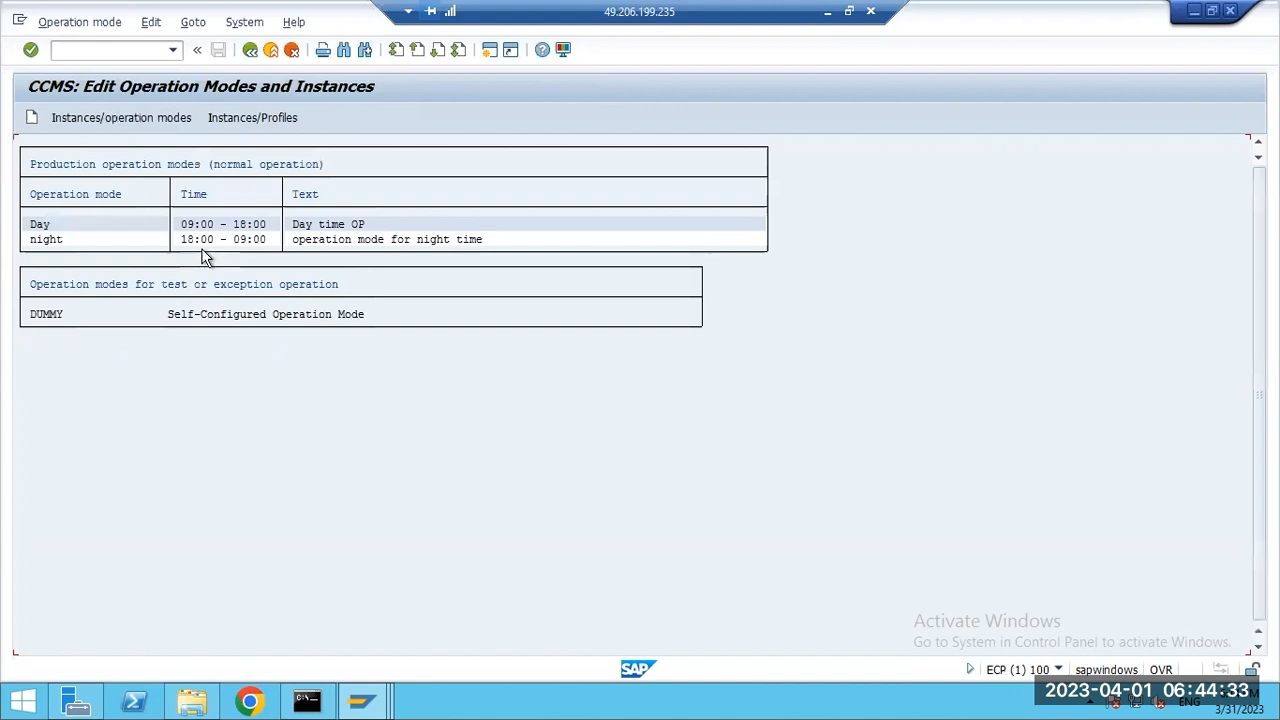 49.206.199.235
Operation mode Edit Goto System Help
CCMS: Edit Operation Modes and Instances
Instances/operation modes Instances/Profiles
Production operation modes (normal operation)
Operation mode Time Text
Day 09:00 - 18:00 Day time OP
night 18:00 - 09:00 operation mode for night time
Operation modes for test or exception operation
DUMMY Self-Configured Operation Mode
Activate Windows
Go to System in Control Panel to activate Windows.
SAP ECP (1) 100 sapwindows OVR
2023-04-01 06:44:33
ENG
3/31/2023